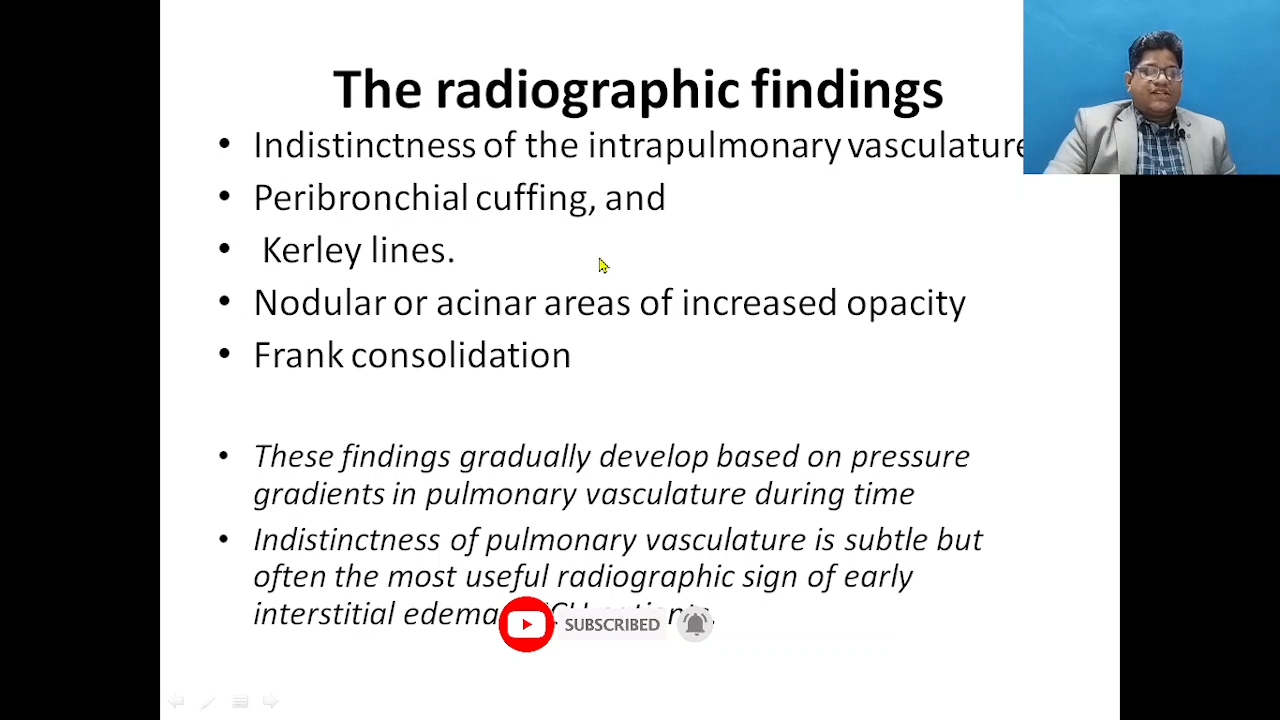 The radiographic findings
• Indistinctness of the intrapulmonary vasculature
• Peribronchial cuffing, and
• Kerley lines.
• Nodular or acinar areas of increased opacity
• Frank consolidation
• These findings gradually develop based on pressure
gradients in pulmonary vasculature during time
• Indistinctness of pulmonary vasculature is subtle but
often the most useful radiographic sign of early
interstitial edema
SUBSCRIBED